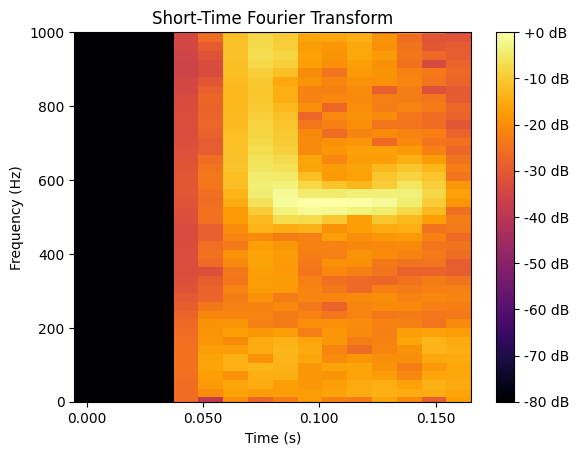 Short-Time Fourier Transform
1000
800
600
400
200
0
Frequency (Hz)
0.000
0.050
0.100
0.150
Time (s)
+0 dB
-10 dB
-20 dB
-30 dB
-40 dB
-50 dB
-60 dB
-70 dB
-80 dB